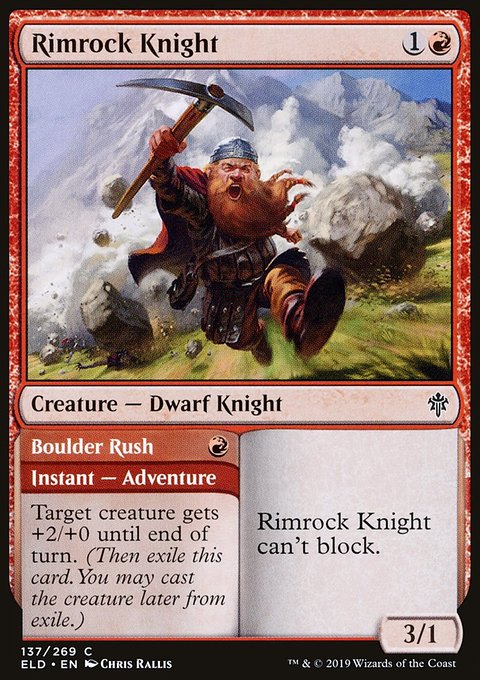 Rimrock Knight 1
Creature — Dwarf Knight
Boulder Rush
Instant — Adventure
Target creature gets
+2/+0 until end of
turn. (Then exile this
card. You may cast
the creature later from
exile.)
Rimrock Knight
can't block.
3/1
137/269 C
ELD • EN Chris Rallis
™ & © 2019 Wizards of the Coast